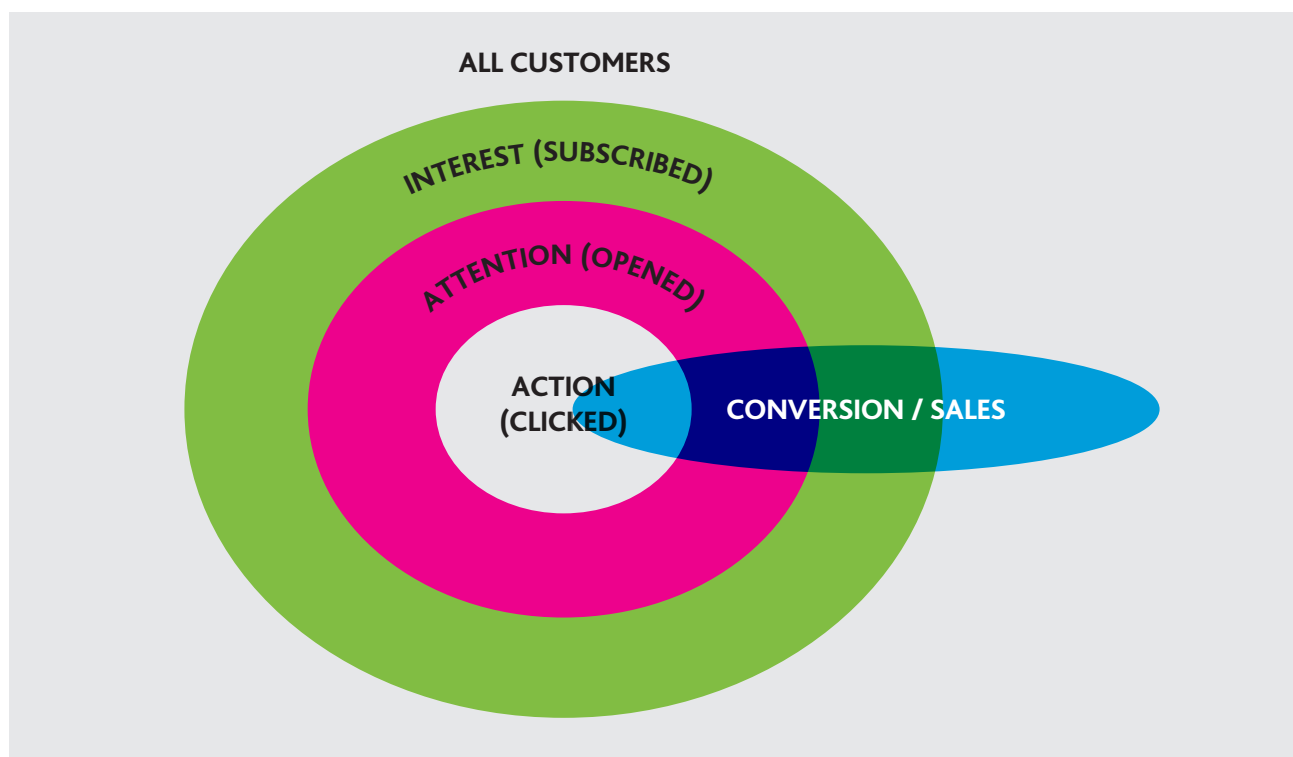 ALL CUSTOMERS
INTEREST (SUBSCRIBED)
ATTENTION (OPENED)
ACTION
(CLICKED)
CONVERSION / SALES